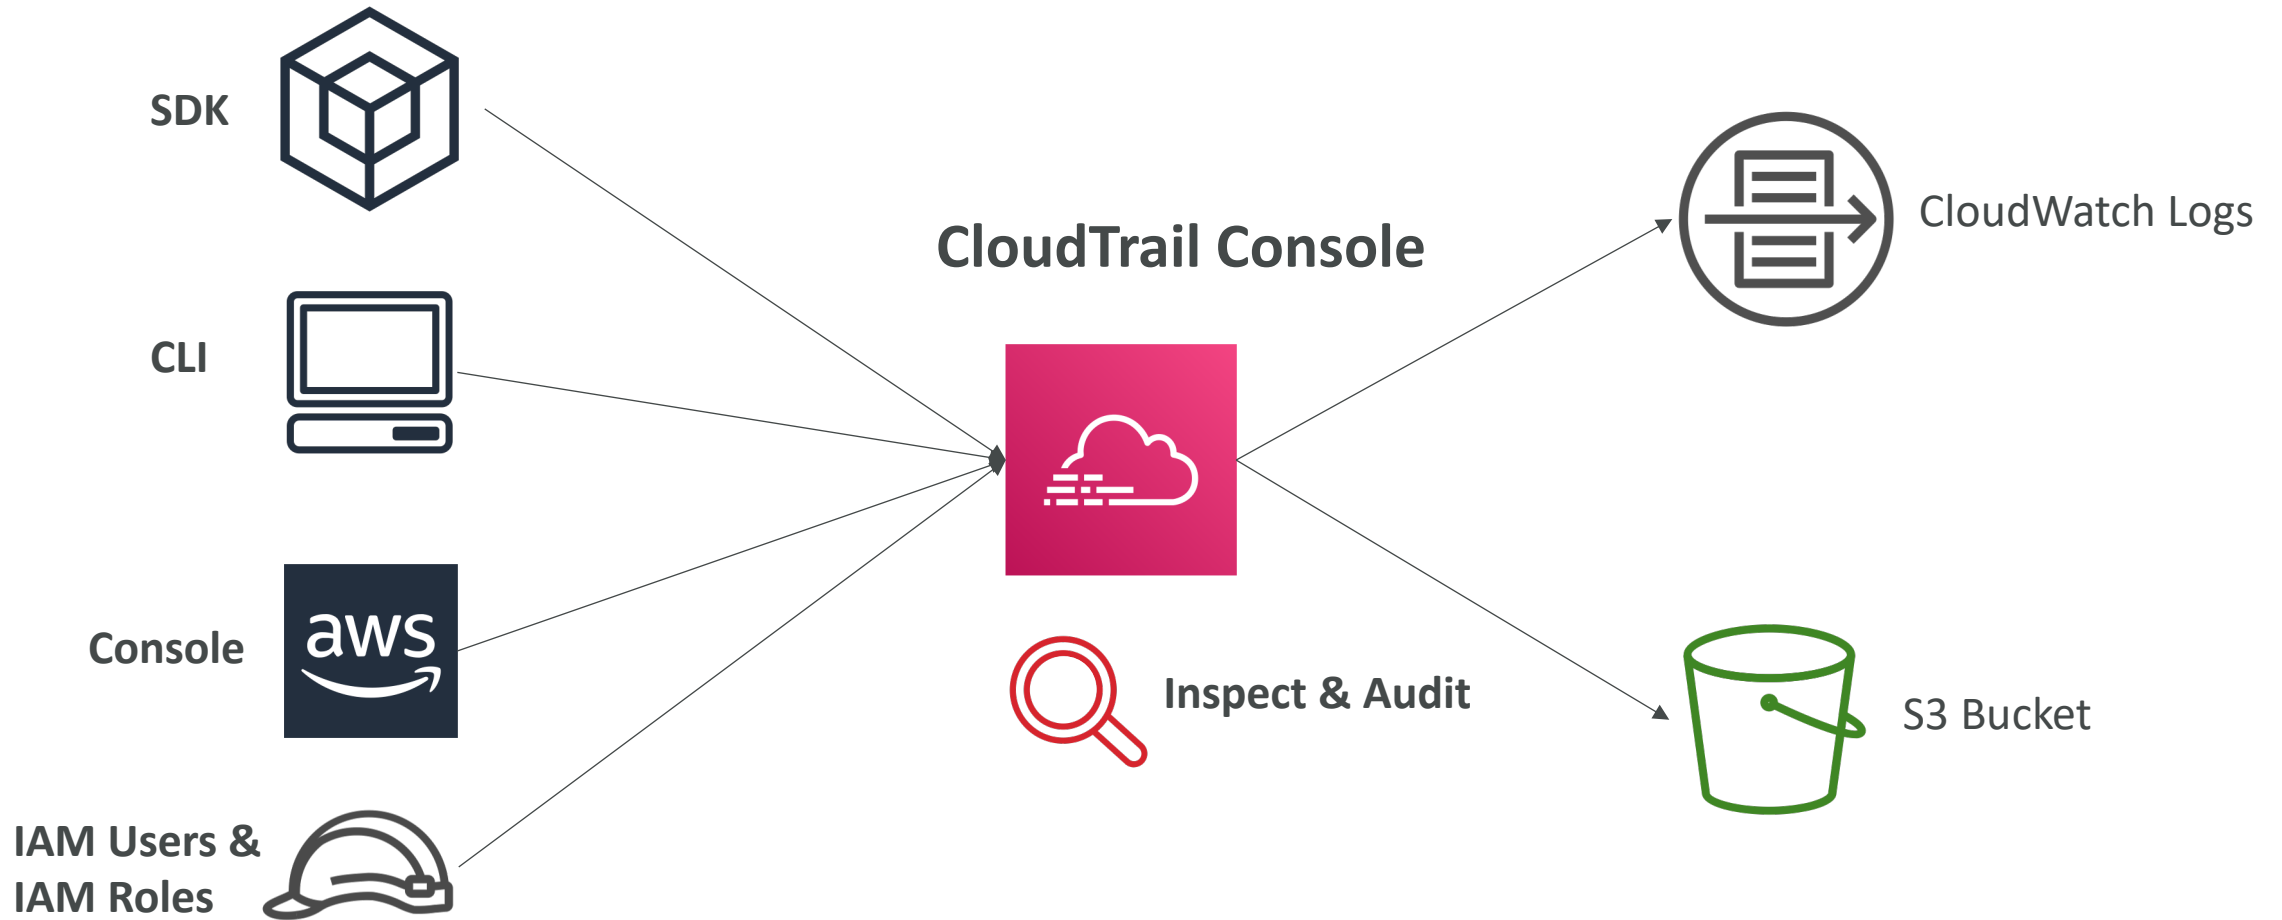 SDK
CLI
Console
aws
IAM Users &
IAM Roles
CloudTrail Console
Inspect & Audit
CloudWatch Logs
S3 Bucket